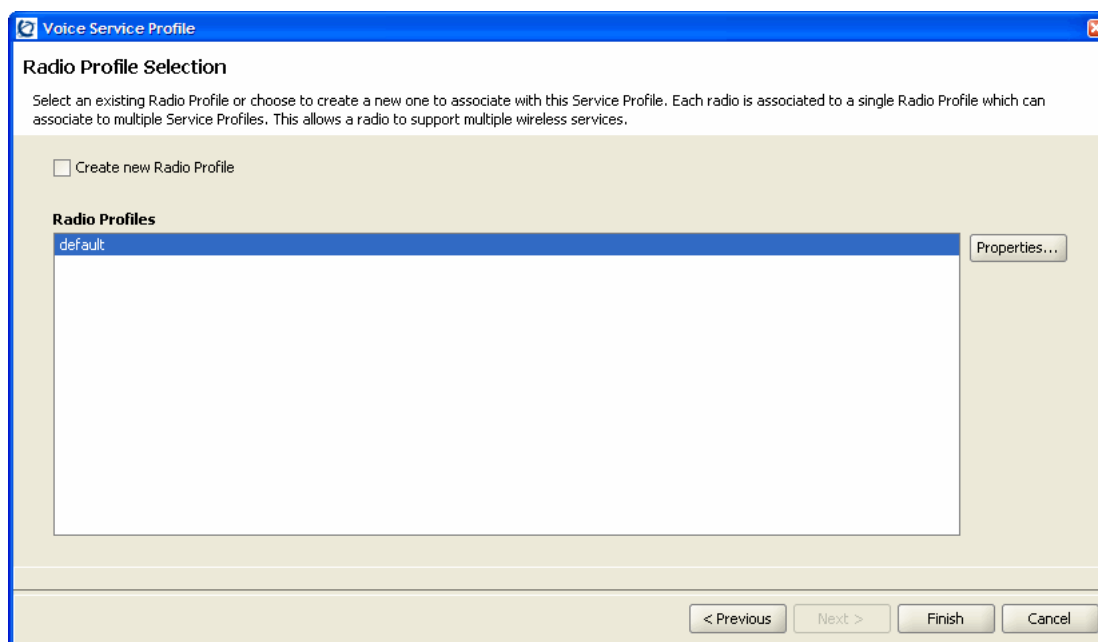 Voice Service Profile
Radio Profile Selection
Select an existing Radio Profile or choose to create a new one to associate with this Service Profile. Each radio is associated to a single Radio Profile which can
associate to multiple Service Profiles. This allows a radio to support multiple wireless services.
Create new Radio Profile
Radio Profiles
default
Properties...
< Previous
Next >
Finish
Cancel